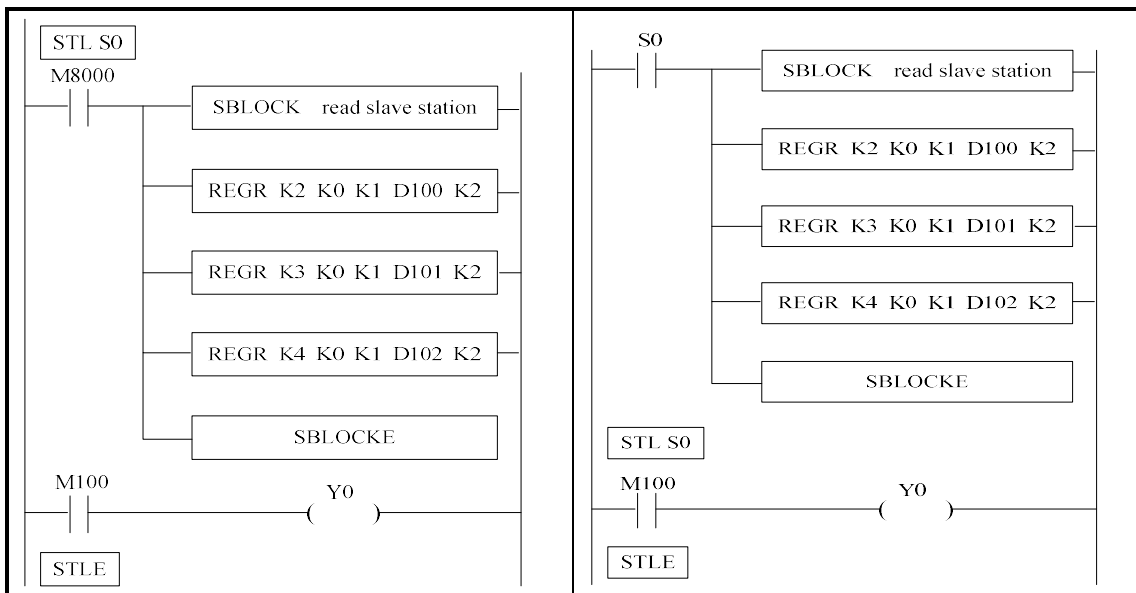 STL S0
M8000
SBLOCK read slave station
REGR K2 K0 K1 D100 K2
REGR K3 K0 K1 D101 K2
REGR K4 K0 K1 D102 K2
SBLOCKE
M100
Y0
STLE
S0
SBLOCK read slave station
REGR K2 K0 K1 D100 K2
REGR K3 K0 K1 D101 K2
REGR K4 K0 K1 D102 K2
SBLOCKE
STL S0
M100
Y0
STLE